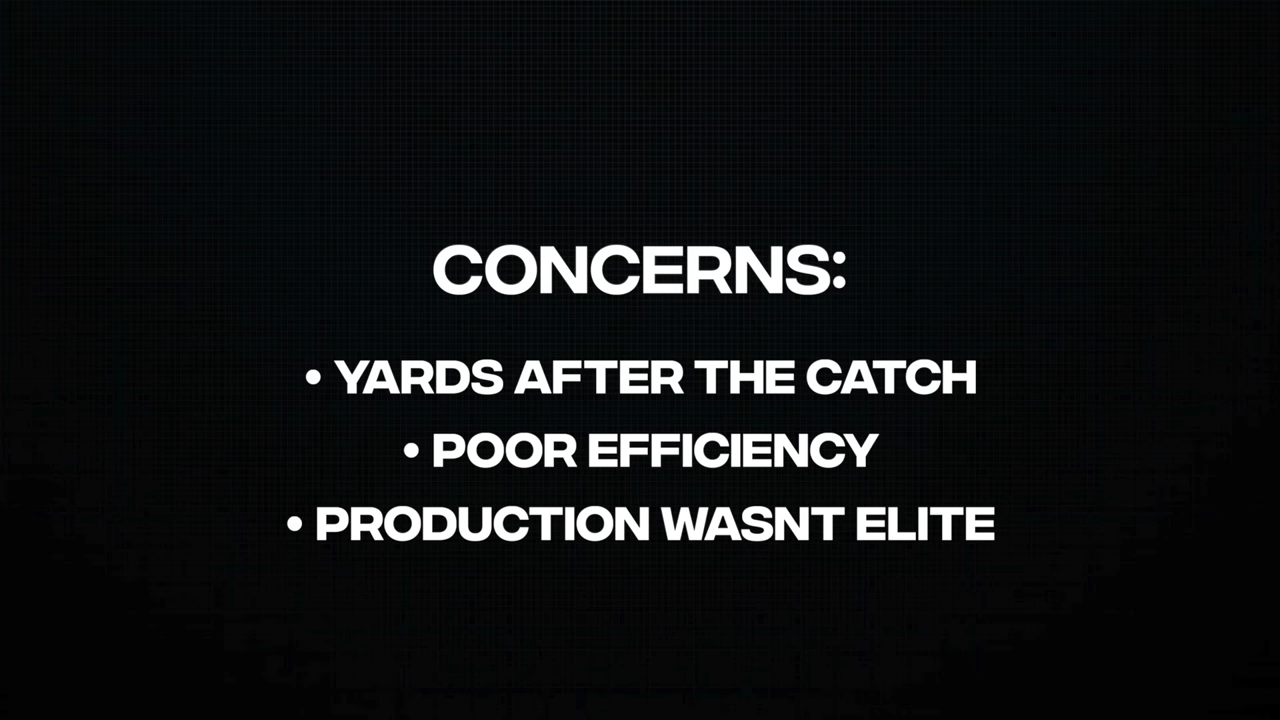 CONCERNS:
• YARDS AFTER THE CATCH
• POOR EFFICIENCY
• PRODUCTION WASNT ELITE